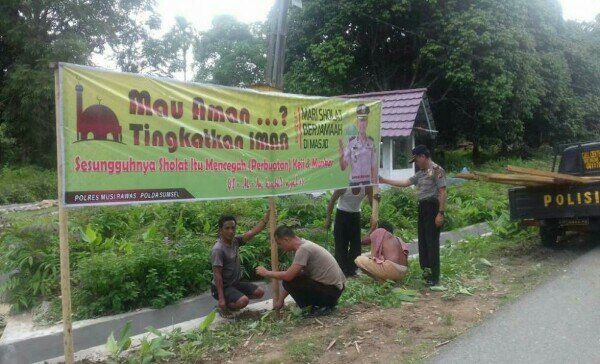 Mau Aman ...?
Tingkatkan IMAN
MARI SHOLAT
BERJAMAAH
DI MASJID
Sesungguhnya Sholat Itu Mencegah (Perbuatan) Keji & Munkar
POLRES MUSI RAWAS POLDA SUMSEL
POLISI
POLISI